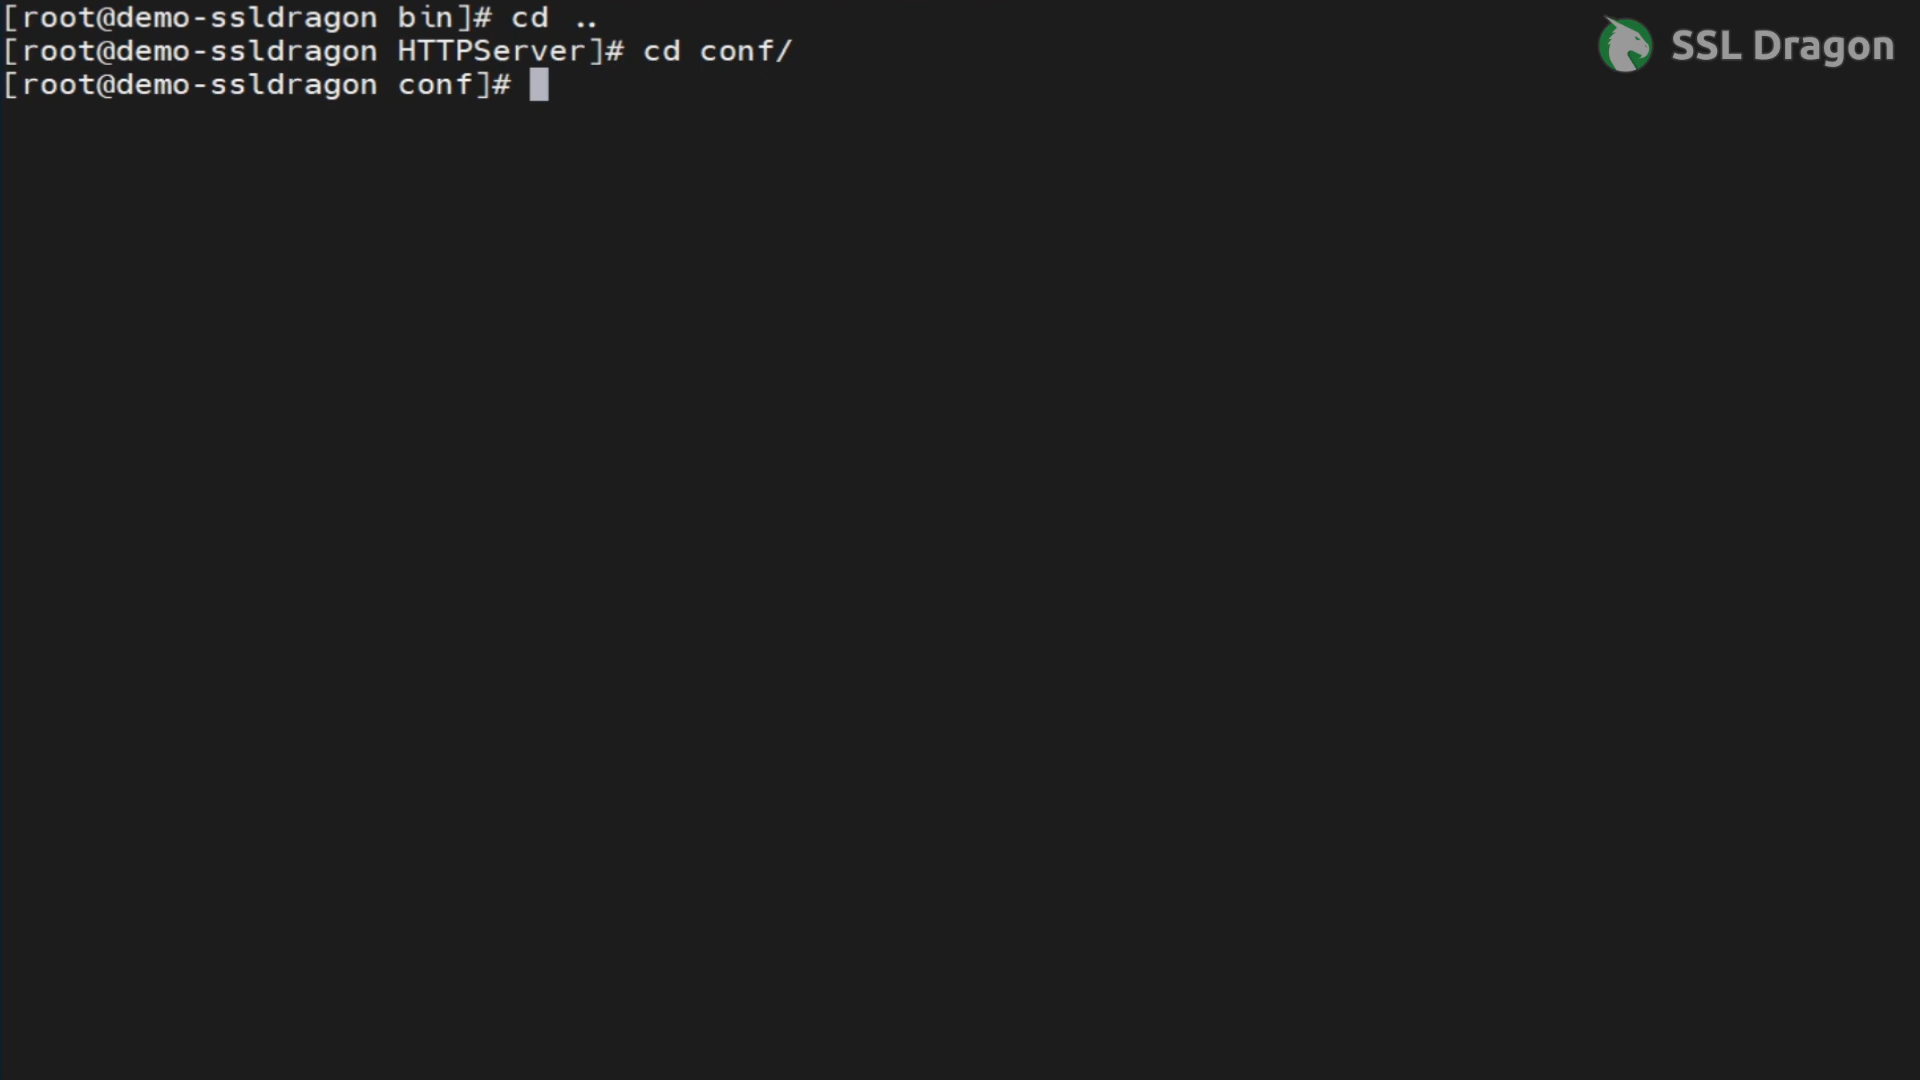 [root@demo-ssldragon bin]# cd ..
[root@demo-ssldragon HTTPServer]# cd conf/
[root@demo-ssldragon conf]#
SSL Dragon